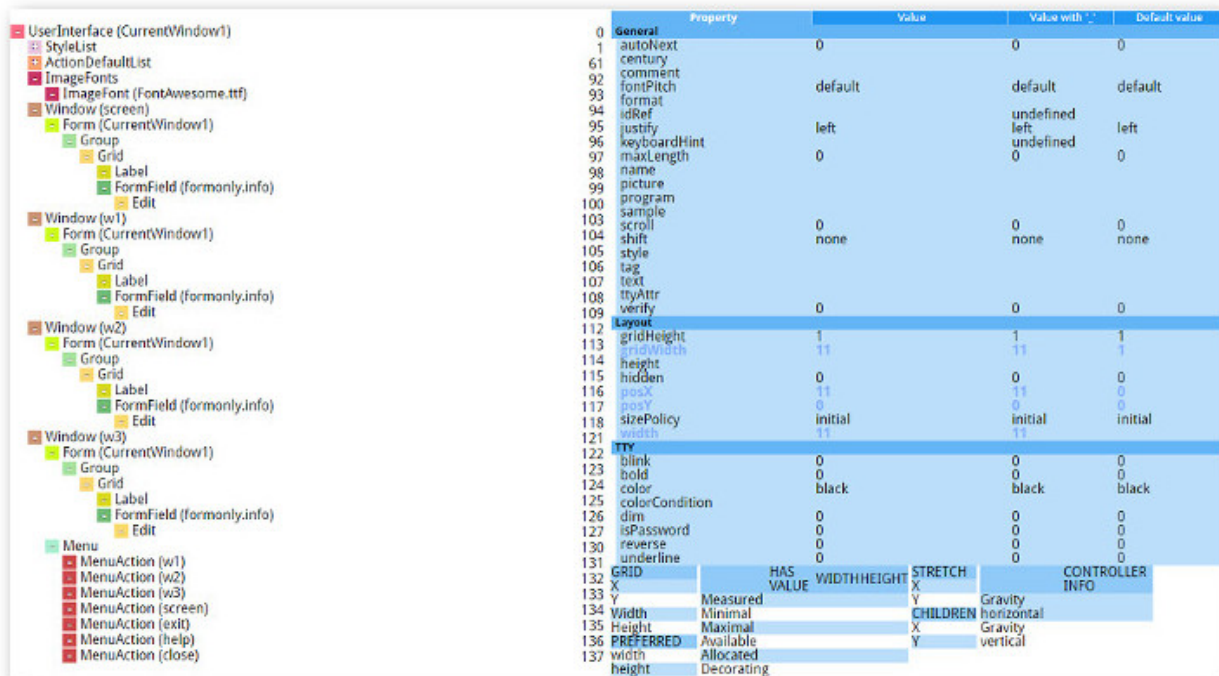 UserInterface (CurrentWindow1) 0
StyleList 1
ActionDefaultList 61
ImageFonts 92
ImageFont (FontAwesome.ttf) 93
Window (screen) 94
Form (CurrentWindow1) 95
Group 96
Grid 97
Label 98
FormField (formonly.info) 99
Edit 100
Window (w1) 103
Form (CurrentWindow1) 104
Group 105
Grid 106
Label 107
FormField (formonly.info) 108
Edit 109
Window (w2) 112
Form (CurrentWindow1) 113
Group 114
Grid 115
Label 116
FormField (formonly.info) 117
Edit 118
Window (w3) 121
Form (CurrentWindow1) 122
Group 123
Grid 124
Label 125
FormField (formonly.info) 126
Edit 127
Menu 130
MenuAction (w1) 131
MenuAction (w2) 132
MenuAction (w3) 133
MenuAction (screen) 134
MenuAction (exit) 135
MenuAction (help) 136
MenuAction (close) 137
Property Value Value with '_' Default value
General
autoNext 0 0 0
century
comment
fontPitch default default default
format
idRef undefined
justify left left left
keyboardHint undefined
maxLength 0 0 0
name
picture
program
sample
scroll 0 0 0
shift none none none
style
tag
text
ttyAttr
verify 0 0 0
Layout
gridHeight 1 1 1
gridWidth 11 11 1
height
hidden 0 0 0
posX 11 11 0
posY 0 0 0
sizePolicy initial initial initial
width 11 11
TTY
blink 0 0 0
bold 0 0 0
color black black black
colorCondition
dim 0 0 0
isPassword 0 0 0
reverse 0 0 0
underline 0 0 0
GRID HAS VALUE WIDTH HEIGHT STRETCH CONTROLLER INFO
X X
Y Measured Y Gravity
Width Minimal CHILDREN horizontal
Height Maximal X Gravity
PREFERRED Available Y vertical
width Allocated
height Decorating